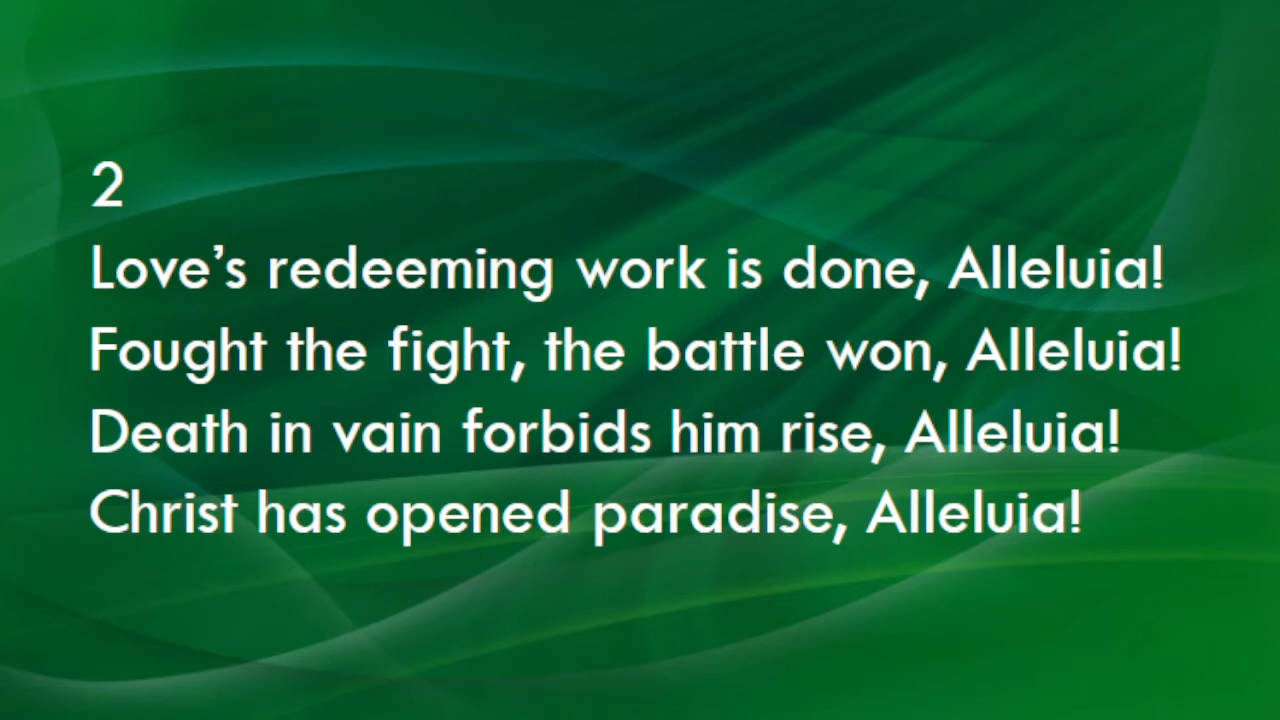 2
Love’s redeeming work is done, Alleluia!
Fought the fight, the battle won, Alleluia!
Death in vain forbids him rise, Alleluia!
Christ has opened paradise, Alleluia!